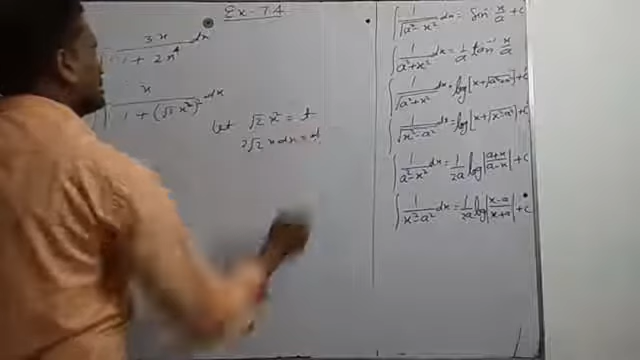 Ex - 7.4
3x
1 + 2x⁴ dx
x
1 + (√2 x²)² dx
let √2 x² = t
2√2 x dx = d
∫ 1/√(a²-x²) dx = sin⁻¹ x/a + c
∫ 1/(a²+x²) dx = 1/a tan⁻¹ x/a
∫ 1/√(a²+x²) dx = log[x+√(a²+x²)] + c
∫ 1/√(x²-a²) dx = log[x+√(x²-a²)] + c
∫ 1/(a²-x²) dx = 1/2a log|(a+x)/(a-x)| + c
∫ 1/(x²-a²) dx = 1/2a log|(x-a)/(x+a)| + c